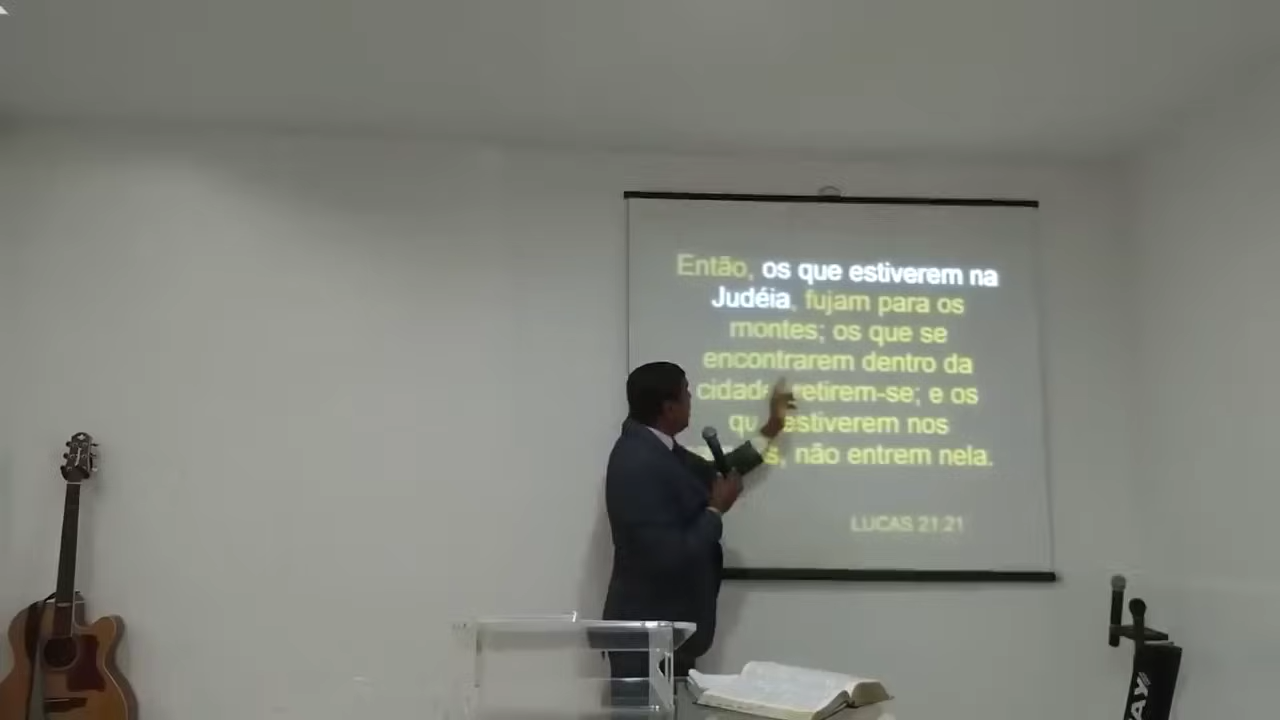 Então, os que estiverem na
Judéia, fujam para os
montes; os que se
encontrarem dentro da
cidade retirem-se; e os
estiverem nos
não entrem nela.
LUCAS 21:21